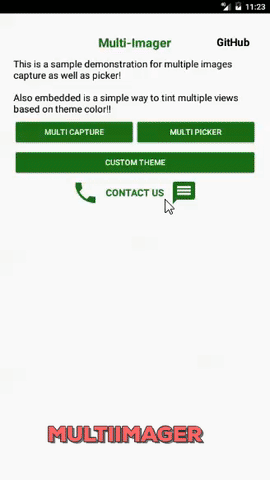 11:23
Multi-Imager GitHub
This is a sample demonstration for multiple images
capture as well as picker!
Also embedded is a simple way to tint multiple views
based on theme color!!
MULTI CAPTURE MULTI PICKER
CUSTOM THEME
CONTACT US
MULTIIMAGER